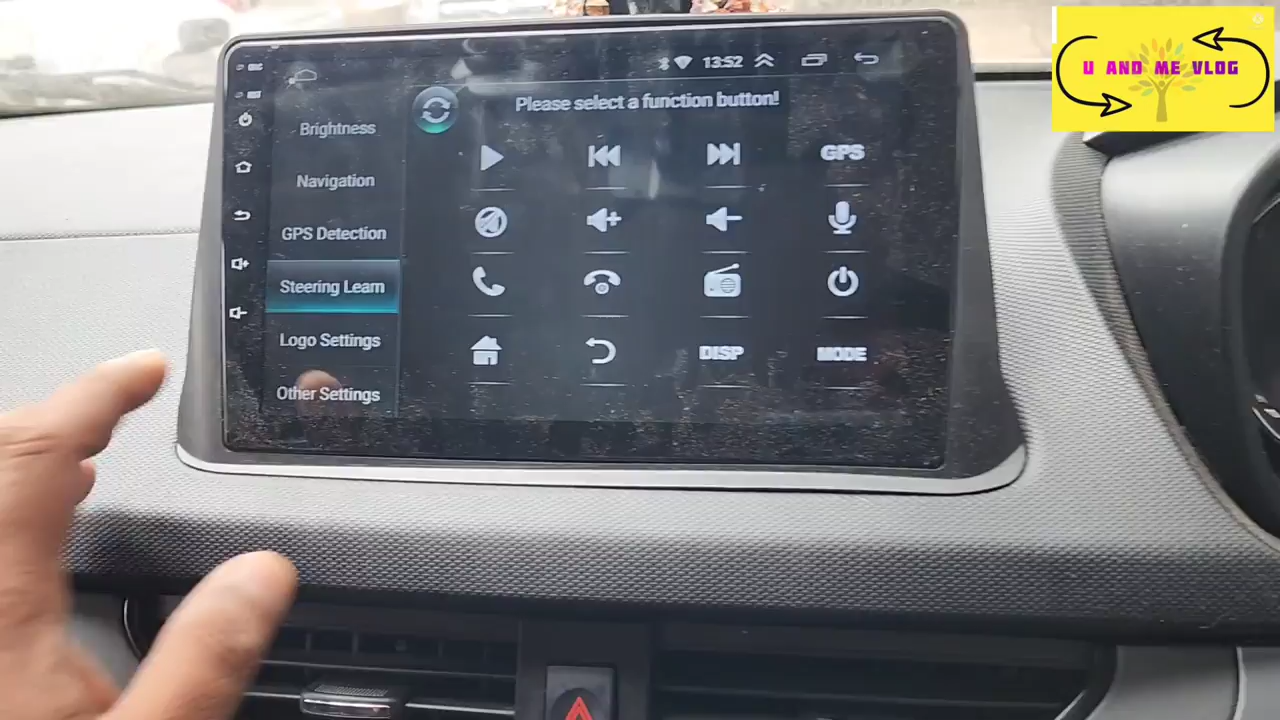 U AND ME VLOG
13:52
Please select a function button!
Brightness
Navigation
GPS Detection
Steering Learn
Logo Settings
Other Settings
GPS
DISP
MODE